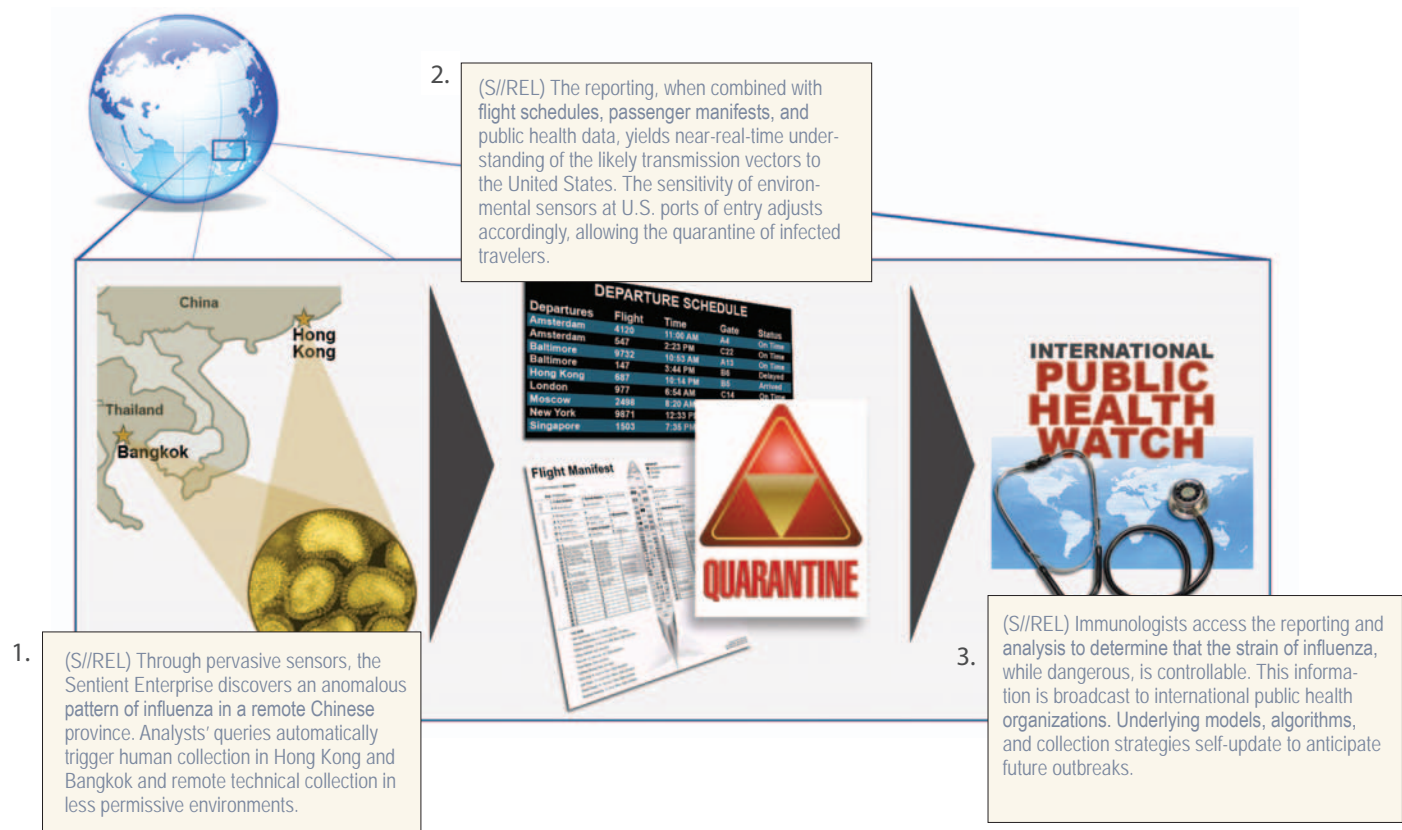 2.
(S//REL) The reporting, when combined with
flight schedules, passenger manifests, and
public health data, yields near-real-time under-
standing of the likely transmission vectors to
the United States. The sensitivity of environ-
mental sensors at U.S. ports of entry adjusts
accordingly, allowing the quarantine of infected
travelers.
China
Hong
Kong
Thailand
Bangkok
DEPARTURE SCHEDULE
Departures Flight Time Gate Status
Amsterdam 4120 11:00 AM A4 On Time
Amsterdam 547 2:23 PM C22 On Time
Baltimore 9732 10:53 AM A13 On Time
Baltimore 147 3:44 PM B6 Delayed
Hong Kong 687 10:14 PM B5 Arrived
London 977 6:54 AM C14 On Time
Moscow 2498 8:20 AM
New York 9871 12:33 PM
Singapore 1503 7:35 PM
Flight Manifest
QUARANTINE
INTERNATIONAL
PUBLIC
HEALTH
WATCH
1.
(S//REL) Through pervasive sensors, the
Sentient Enterprise discovers an anomalous
pattern of influenza in a remote Chinese
province. Analysts' queries automatically
trigger human collection in Hong Kong and
Bangkok and remote technical collection in
less permissive environments.
3.
(S//REL) Immunologists access the reporting and
analysis to determine that the strain of influenza,
while dangerous, is controllable. This informa-
tion is broadcast to international public health
organizations. Underlying models, algorithms,
and collection strategies self-update to anticipate
future outbreaks.